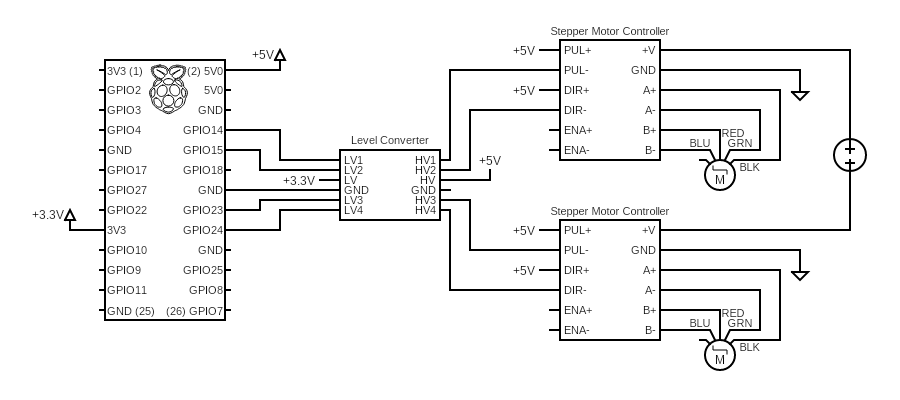 +5V
3V3 (1)
(2) 5V0
GPIO2
5V0
GPIO3
GND
GPIO4
GPIO14
GND
GPIO15
GPIO17
GPIO18
GPIO27
GND
GPIO22
GPIO23
+3.3V
3V3
GPIO24
GPIO10
GND
GPIO9
GPIO25
GPIO11
GPIO8
GND (25)
(26) GPIO7
Level Converter
LV1
HV1
LV2
HV2
+3.3V
LV
HV
+5V
GND
GND
LV3
HV3
LV4
HV4
Stepper Motor Controller
+5V
PUL+
+V
PUL-
GND
+5V
DIR+
A+
DIR-
A-
ENA+
B+
ENA-
B-
RED
BLU
GRN
BLK
M
Stepper Motor Controller
+5V
PUL+
+V
PUL-
GND
+5V
DIR+
A+
DIR-
A-
ENA+
B+
ENA-
B-
RED
BLU
GRN
BLK
M